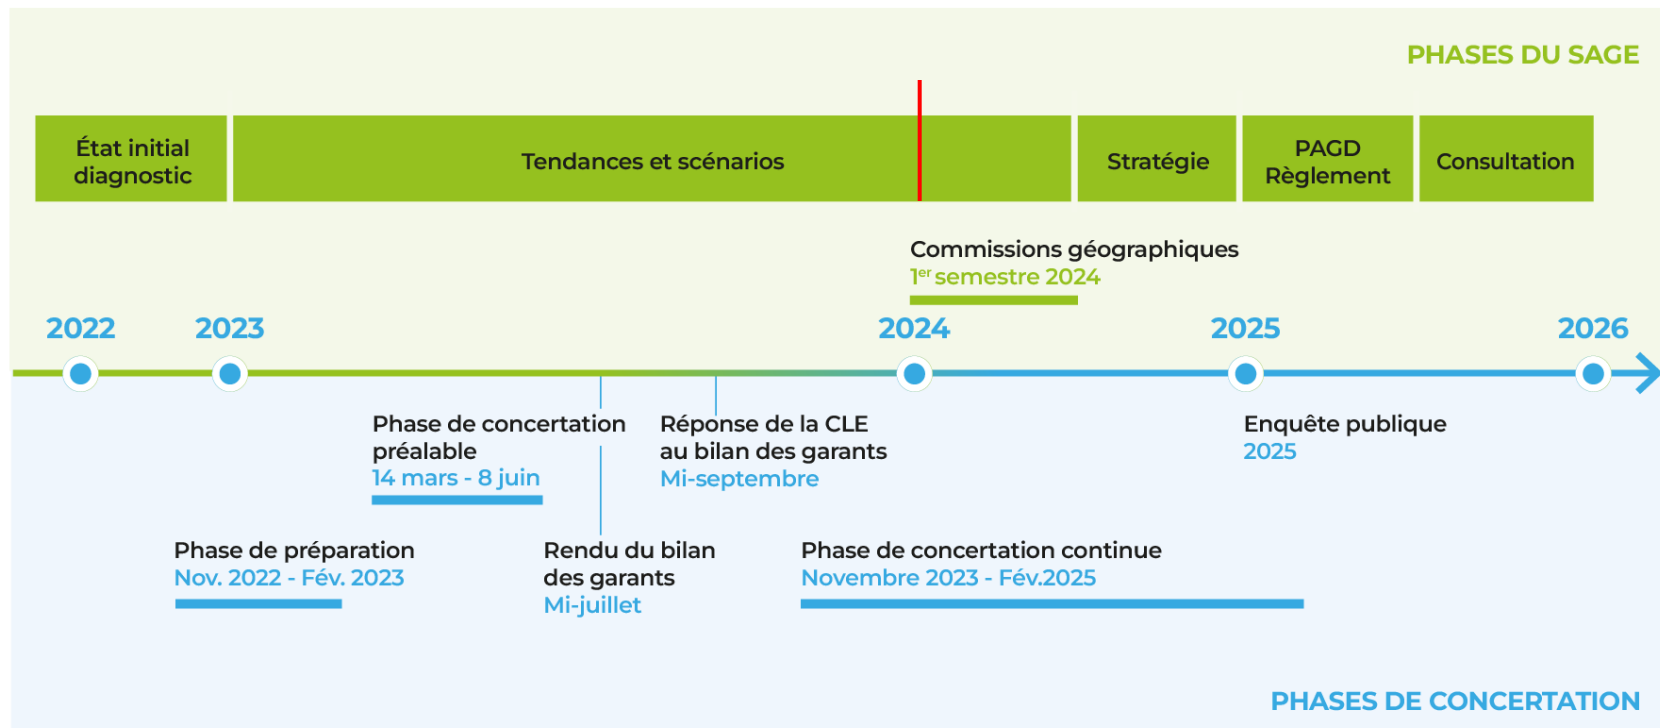 PHASES DU SAGE
État initial
diagnostic
Tendances et scénarios
Stratégie
PAGD
Règlement
Consultation
Commissions géographiques
1er semestre 2024
2022
2023
2024
2025
2026
Phase de concertation
préalable
14 mars - 8 juin
Réponse de la CLE
au bilan des garants
Mi-septembre
Enquête publique
2025
Phase de préparation
Nov. 2022 - Fév. 2023
Rendu du bilan
des garants
Mi-juillet
Phase de concertation continue
Novembre 2023 - Fév.2025
PHASES DE CONCERTATION